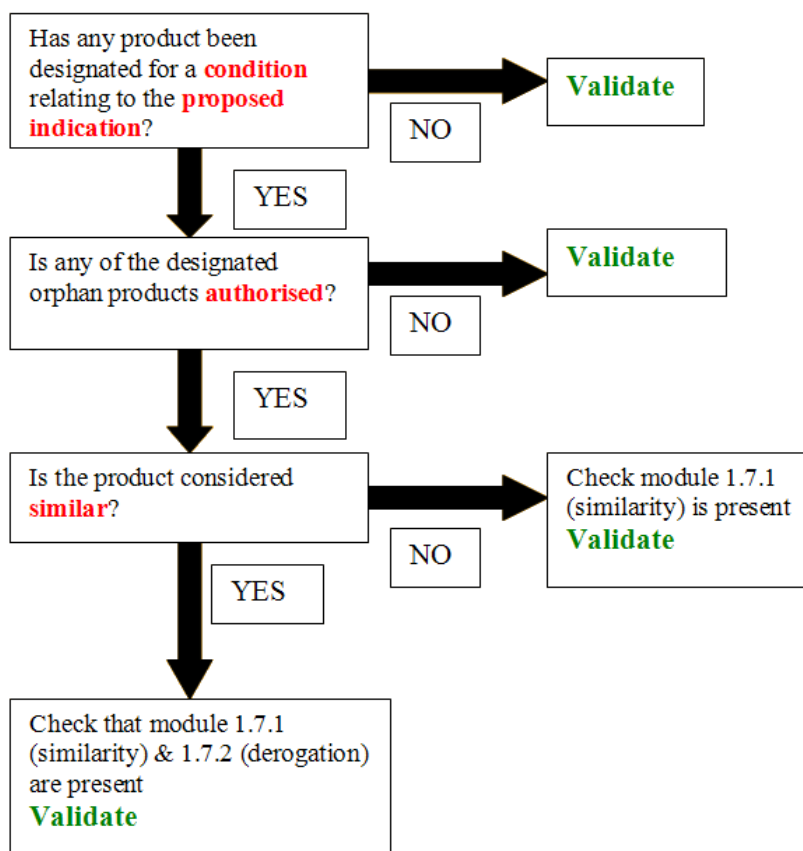 Has any product been
designated for a condition
relating to the proposed
indication?
Validate
NO
YES
Is any of the designated
orphan products authorised?
Validate
NO
YES
Is the product considered
similar?
Check module 1.7.1
(similarity) is present
Validate
NO
YES
Check that module 1.7.1
(similarity) & 1.7.2 (derogation)
are present
Validate